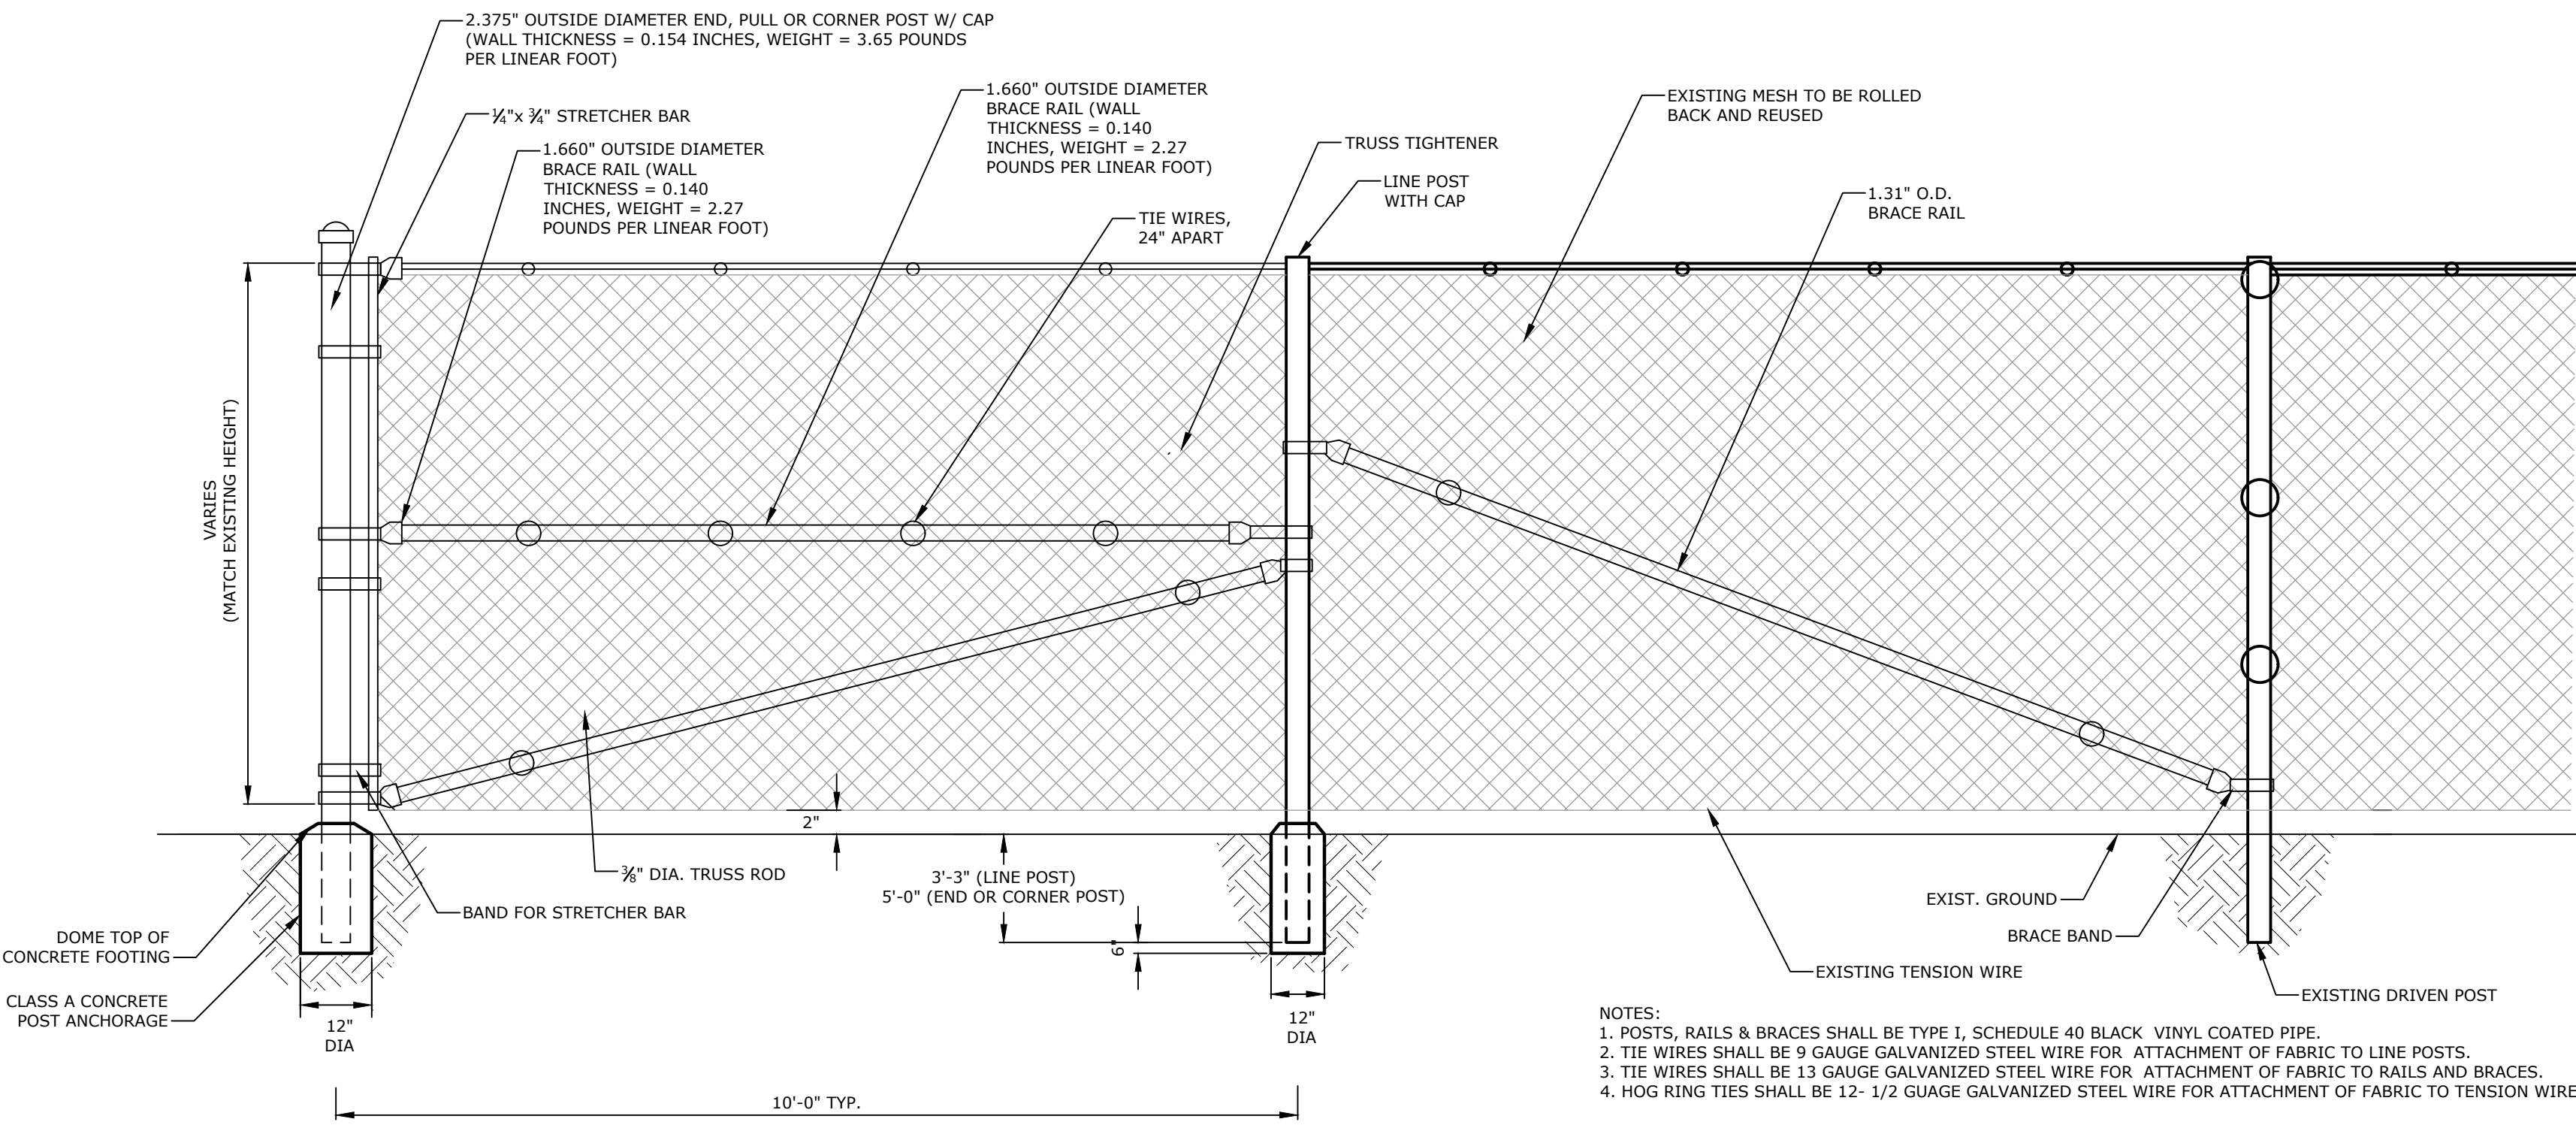 2.375" OUTSIDE DIAMETER END, PULL OR CORNER POST W/ CAP
(WALL THICKNESS = 0.154 INCHES, WEIGHT = 3.65 POUNDS
PER LINEAR FOOT)
1.660" OUTSIDE DIAMETER
BRACE RAIL (WALL
THICKNESS = 0.140
INCHES, WEIGHT = 2.27
POUNDS PER LINEAR FOOT)
EXISTING MESH TO BE ROLLED
BACK AND REUSED
¼"x ¾" STRETCHER BAR
TRUSS TIGHTENER
1.660" OUTSIDE DIAMETER
BRACE RAIL (WALL
THICKNESS = 0.140
INCHES, WEIGHT = 2.27
POUNDS PER LINEAR FOOT)
LINE POST
WITH CAP
1.31" O.D.
BRACE RAIL
TIE WIRES,
24" APART
VARIES
(MATCH EXISTING HEIGHT)
2"
⅜" DIA. TRUSS ROD
3'-3" (LINE POST)
5'-0" (END OR CORNER POST)
EXIST. GROUND
BAND FOR STRETCHER BAR
DOME TOP OF
CONCRETE FOOTING
BRACE BAND
6"
EXISTING TENSION WIRE
EXISTING DRIVEN POST
CLASS A CONCRETE
POST ANCHORAGE
12"
DIA
12"
DIA
10'-0" TYP.
NOTES:
1. POSTS, RAILS & BRACES SHALL BE TYPE I, SCHEDULE 40 BLACK VINYL COATED PIPE.
2. TIE WIRES SHALL BE 9 GAUGE GALVANIZED STEEL WIRE FOR ATTACHMENT OF FABRIC TO LINE POSTS.
3. TIE WIRES SHALL BE 13 GAUGE GALVANIZED STEEL WIRE FOR ATTACHMENT OF FABRIC TO RAILS AND BRACES.
4. HOG RING TIES SHALL BE 12- 1/2 GUAGE GALVANIZED STEEL WIRE FOR ATTACHMENT OF FABRIC TO TENSION WIRE